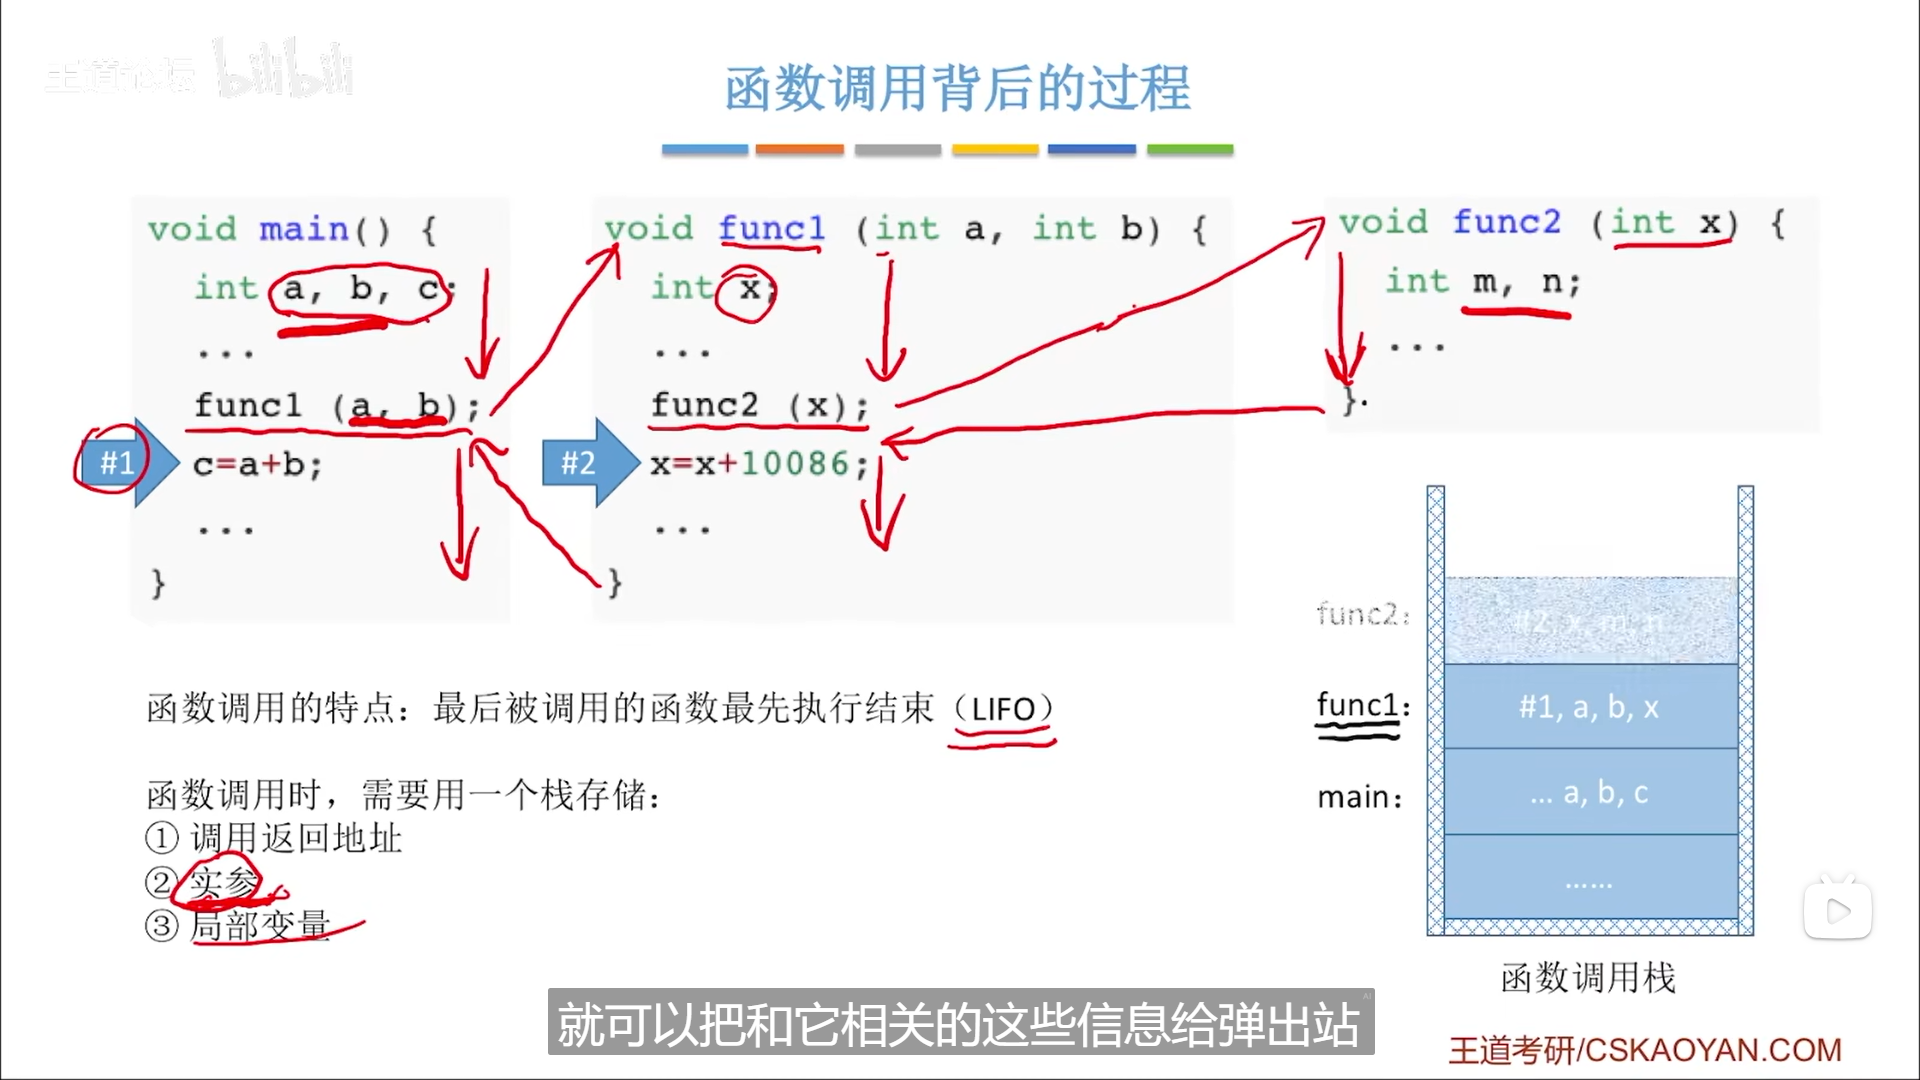 王道论坛 bilibili
函数调用背后的过程
void main() {
int a, b, c;
...
func1 (a, b);
#1
c=a+b;
...
}
void func1 (int a, int b) {
int x;
...
func2 (x);
#2
x=x+10086;
...
}
void func2 (int x) {
int m, n;
...
}.
函数调用的特点：最后被调用的函数最先执行结束（LIFO）
函数调用时，需要用一个栈存储：
① 调用返回地址
② 实参
③ 局部变量
func2：
#2, x, m, n
func1：
#1, a, b, x
main：
... a, b, c
……
函数调用栈
就可以把和它相关的这些信息给弹出站
AI
王道考研/CSKAOYAN.COM